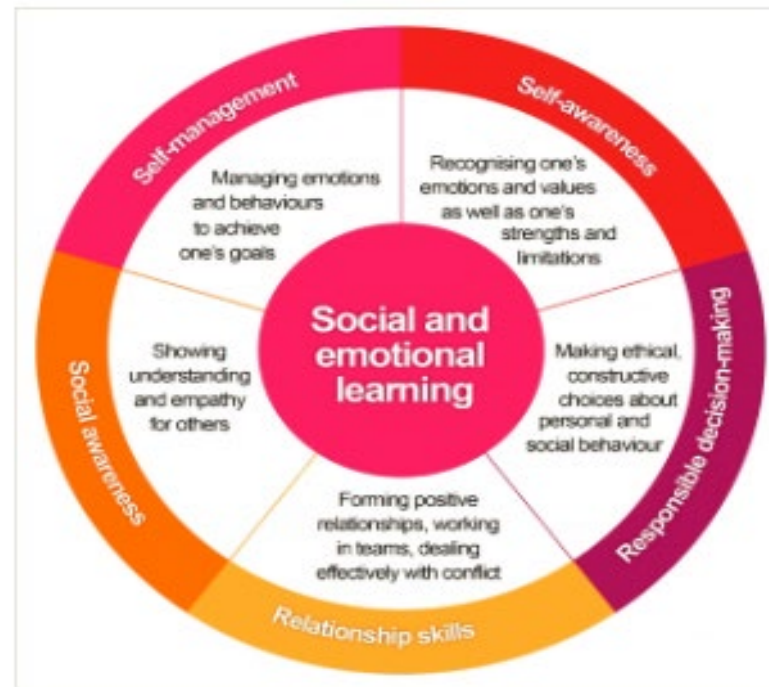 Self-management
Managing emotions
and behaviours
to achieve
one's goals
Self-awareness
Recognising one's
emotions and values
as well as one's
strengths and
limitations
Social and
emotional
learning
Social awareness
Showing
understanding
and empathy
for others
Responsible decision-making
Making ethical,
constructive
choices about
personal and
social behaviour
Forming positive
relationships, working
in teams, dealing
effectively with conflict
Relationship skills